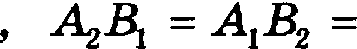 , A₂B₁ = A₁B₂ =